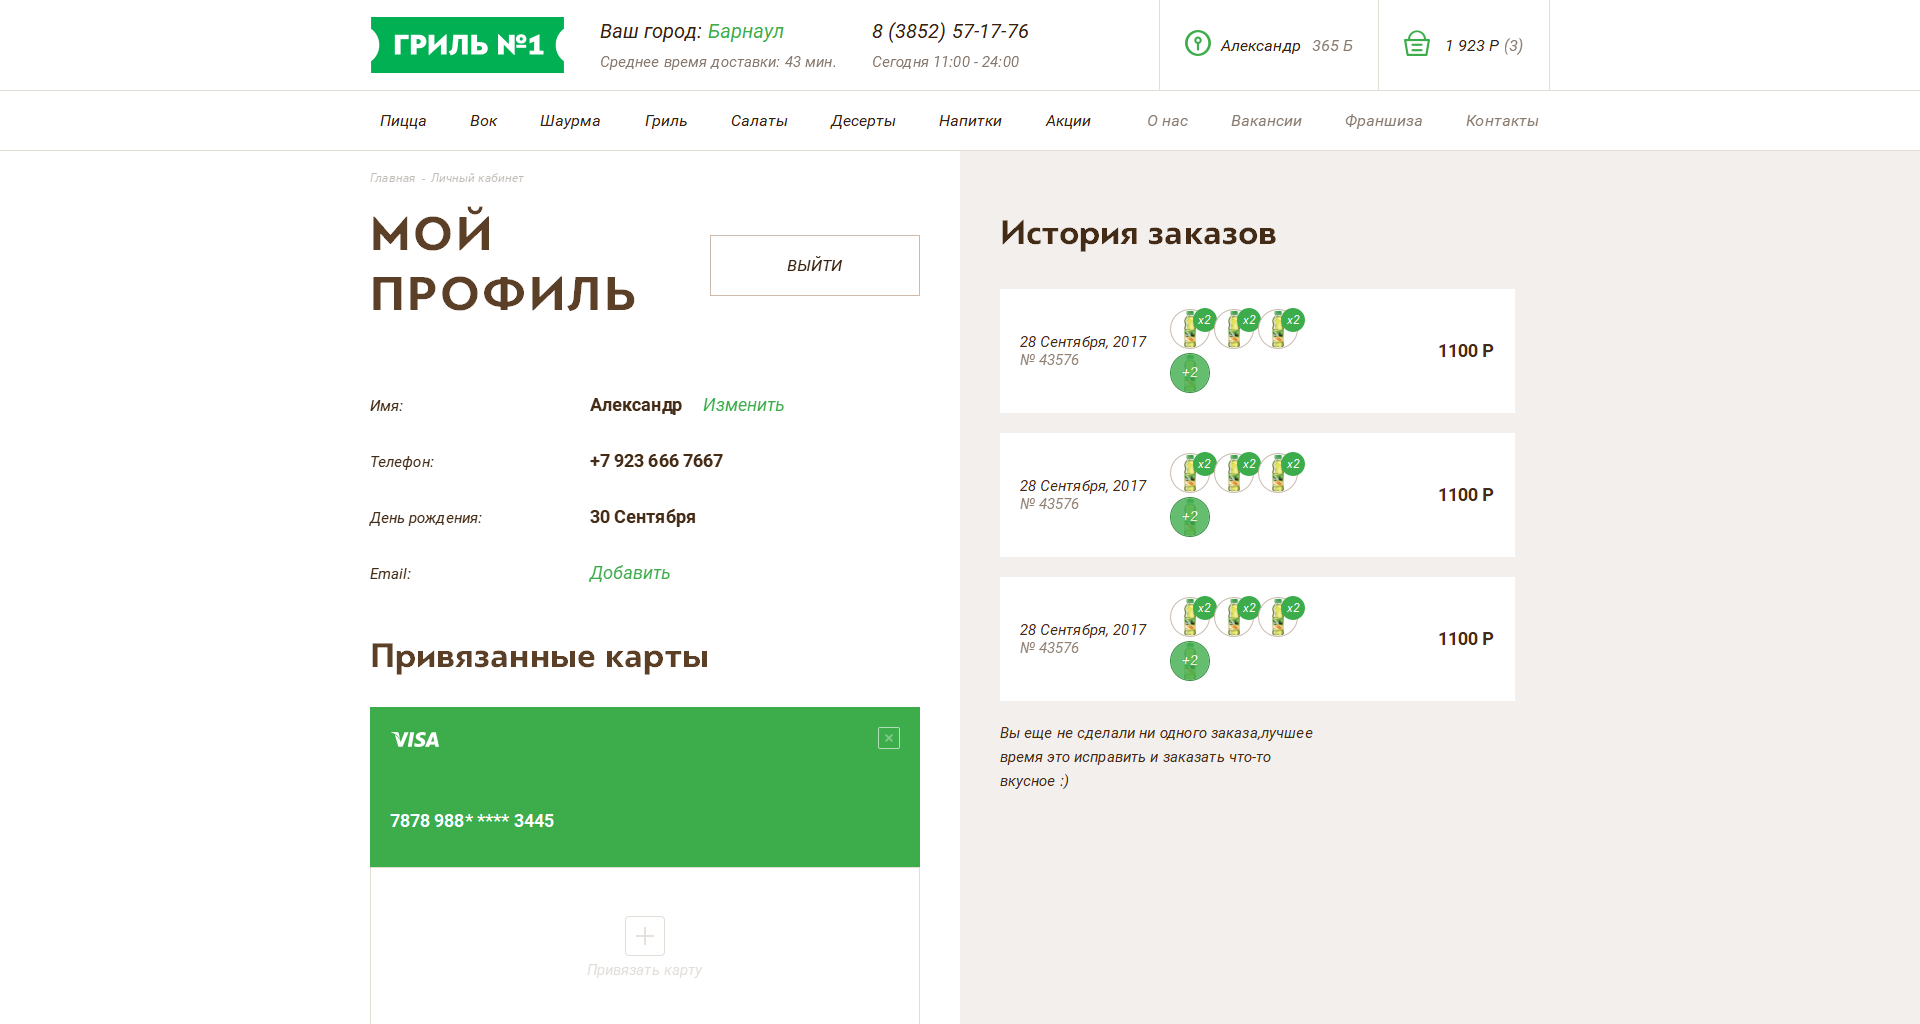 ГРИЛЬ №1
Ваш город: Барнаул
Среднее время доставки: 43 мин.
8 (3852) 57-17-76
Сегодня 11:00 - 24:00
Александр 365 Б
1 923 Р (3)
Пицца Вок Шаурма Гриль Салаты Десерты Напитки Акции О нас Вакансии Франшиза Контакты
Главная - Личный кабинет
МОЙ
ПРОФИЛЬ
ВЫЙТИ
Имя: Александр Изменить
Телефон: +7 923 666 7667
День рождения: 30 Сентября
Email: Добавить
Привязанные карты
VISA
7878 988* **** 3445
Привязать карту
История заказов
28 Сентября, 2017
№ 43576
x2 x2 x2
+2
1100 Р
28 Сентября, 2017
№ 43576
x2 x2 x2
+2
1100 Р
28 Сентября, 2017
№ 43576
x2 x2 x2
+2
1100 Р
Вы еще не сделали ни одного заказа,лучшее
время это исправить и заказать что-то
вкусное :)